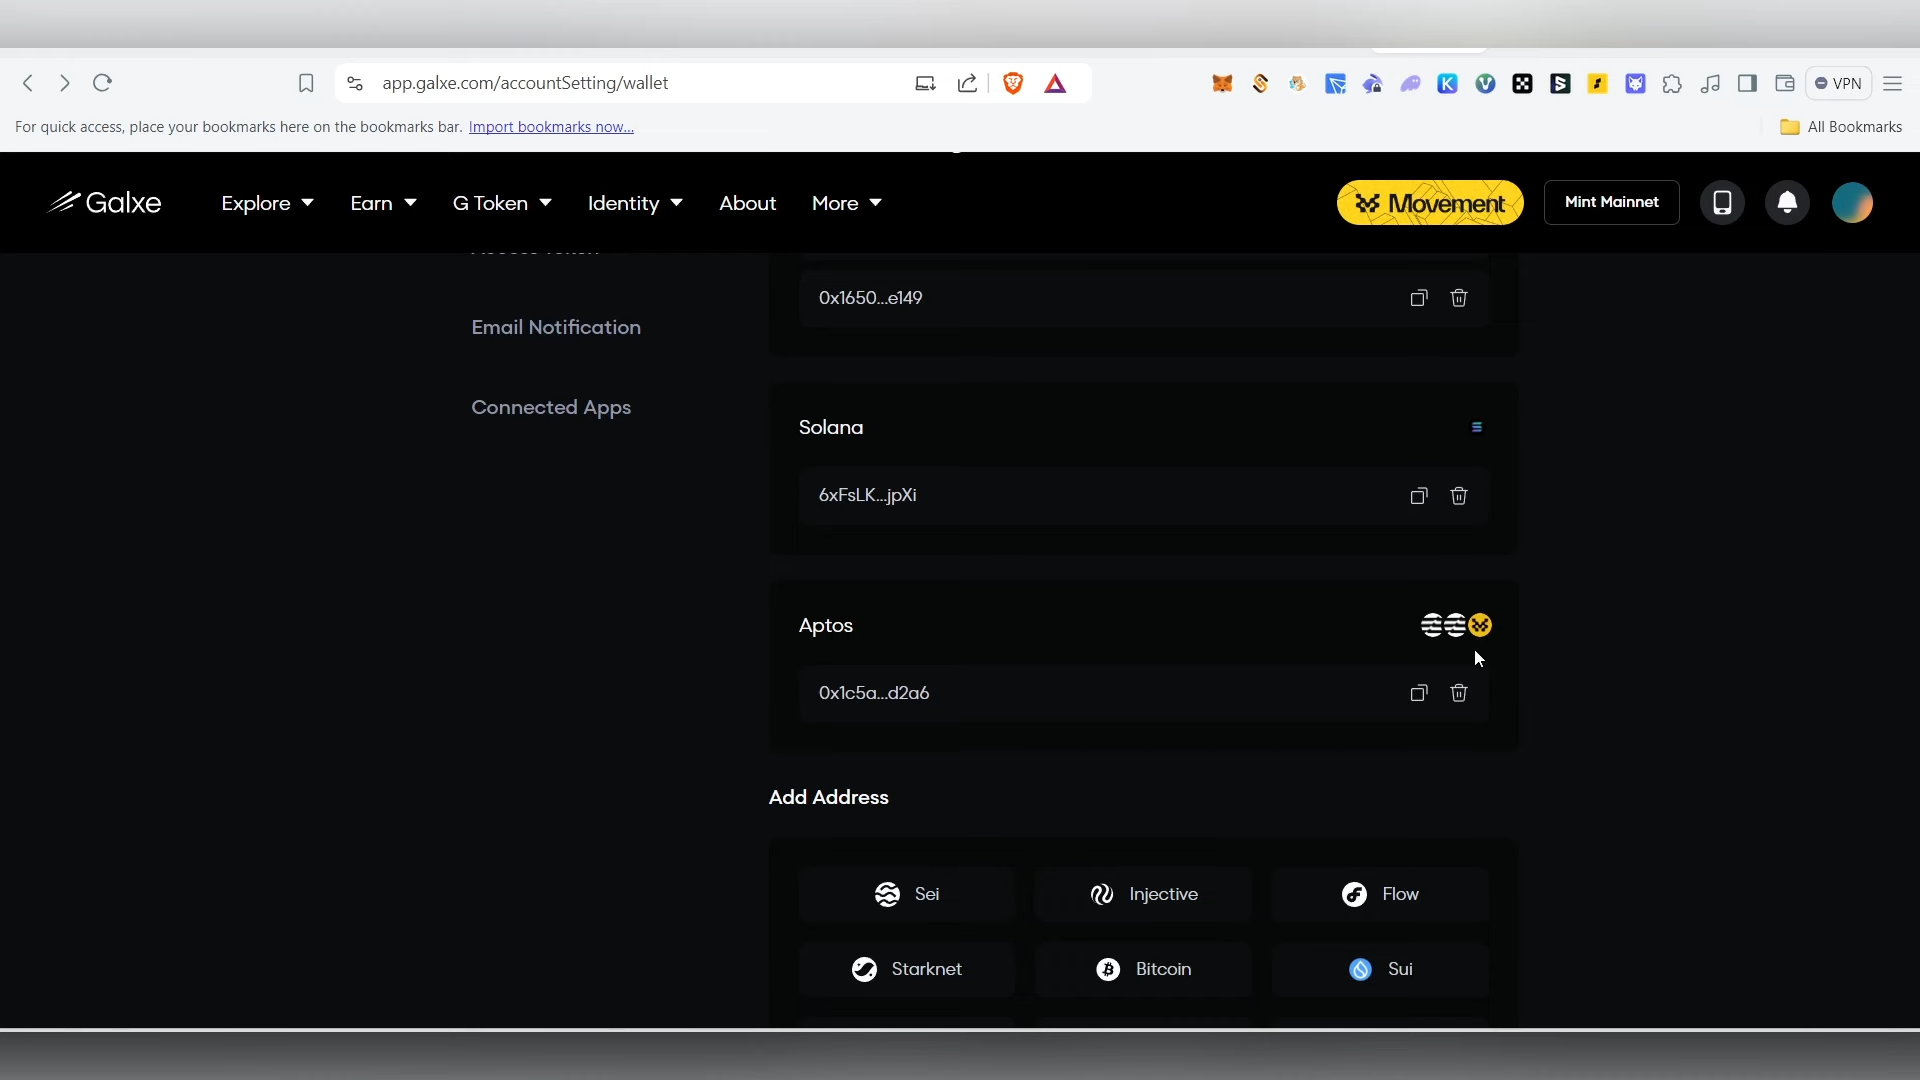 app.galxe.com/accountSetting/wallet
VPN
For quick access, place your bookmarks here on the bookmarks bar. Import bookmarks now...
All Bookmarks
Galxe
Explore
Earn
G Token
Identity
About
More
Movement
Mint Mainnet
0x1650...e149
Email Notification
Connected Apps
Solana
6xFsLK...jpXi
Aptos
0x1c5a...d2a6
Add Address
Sei
Injective
Flow
Starknet
Bitcoin
Sui